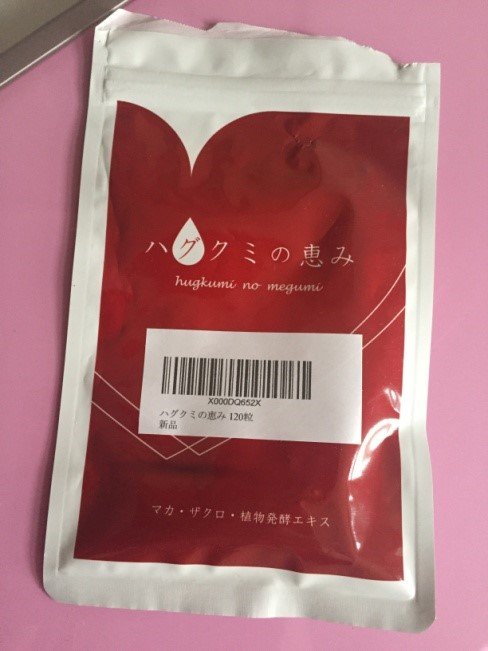 ハグクミの恵み
hugkumi no megumi
X000DQ652X
ハグクミの恵み 120粒
新品
マカ・ザクロ・植物発酵エキス